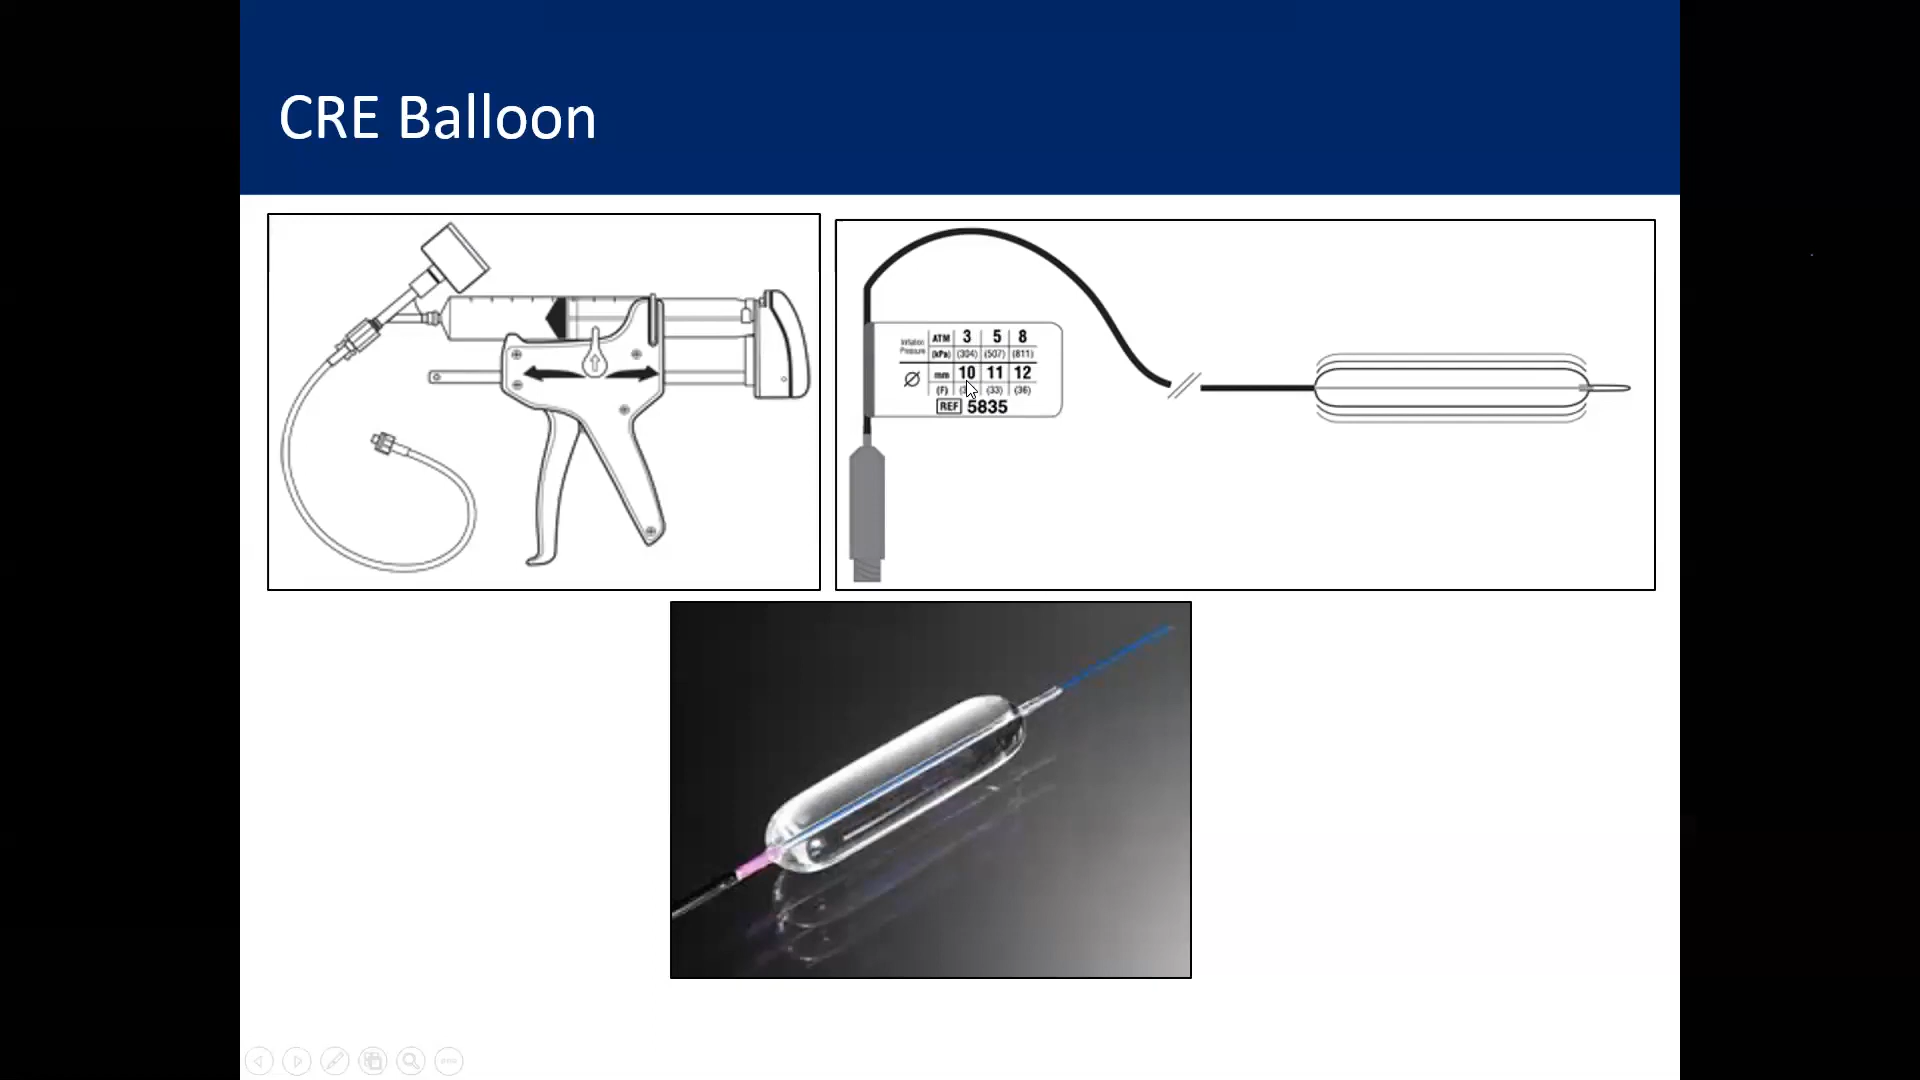 CRE Balloon
Inflation Pressure
ATM 3 5 8
(kPa) (304) (507) (811)
Ø mm 10 11 12
(F) (33) (36)
REF 5835